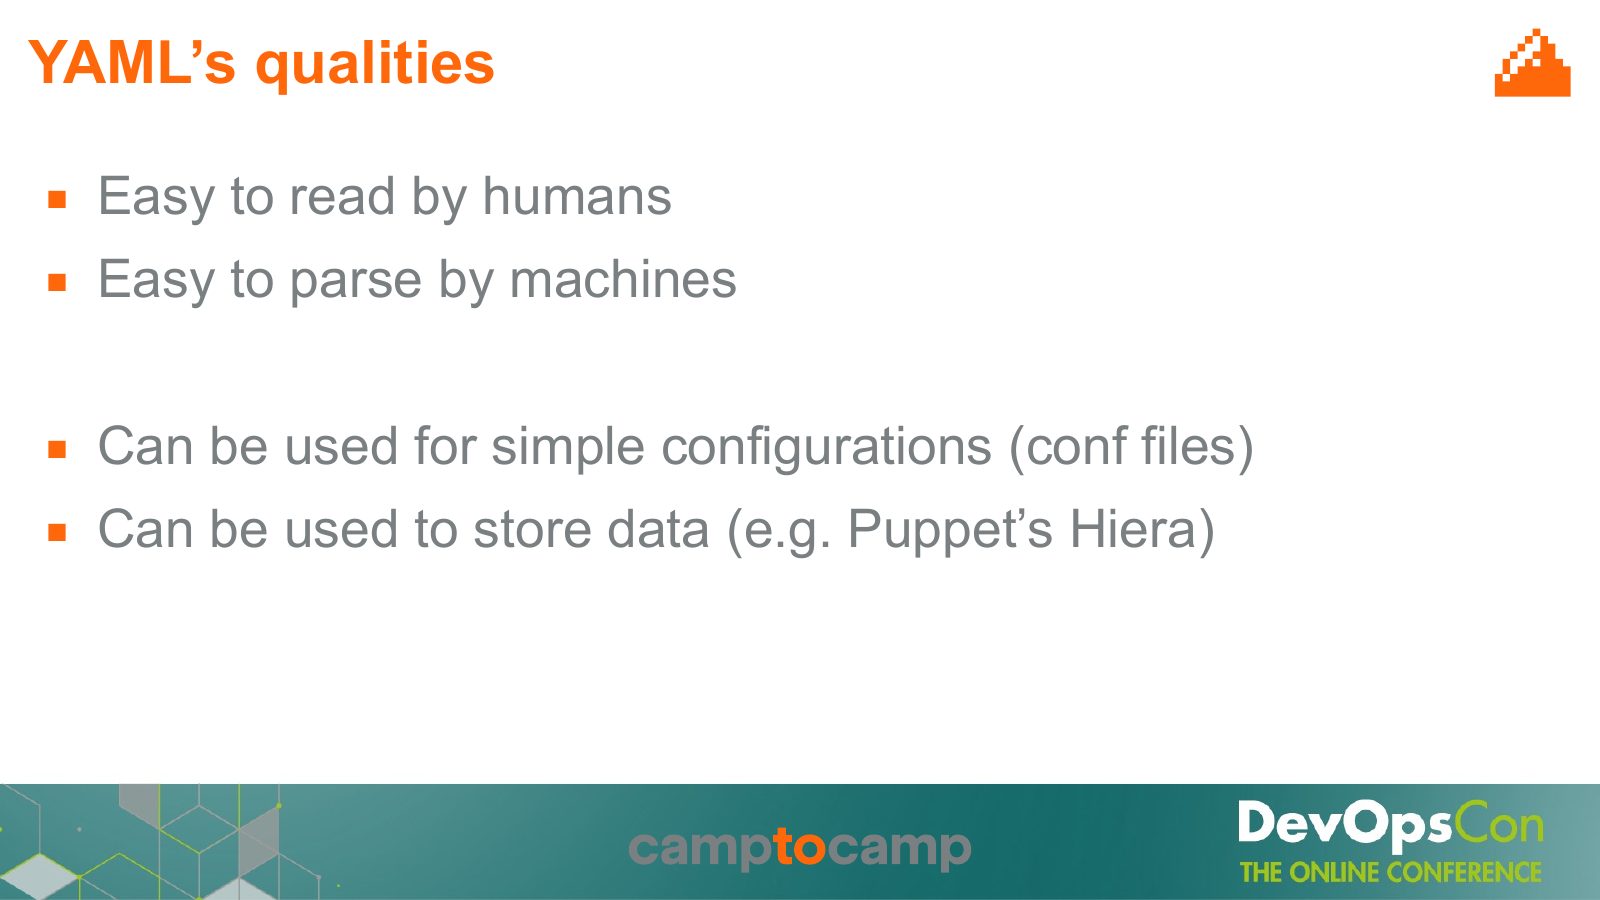 YAML’s qualities
Easy to read by humans
Easy to parse by machines
Can be used for simple configurations (conf files)
Can be used to store data (e.g. Puppet’s Hiera)
camptocamp
DevOpsCon
THE ONLINE CONFERENCE